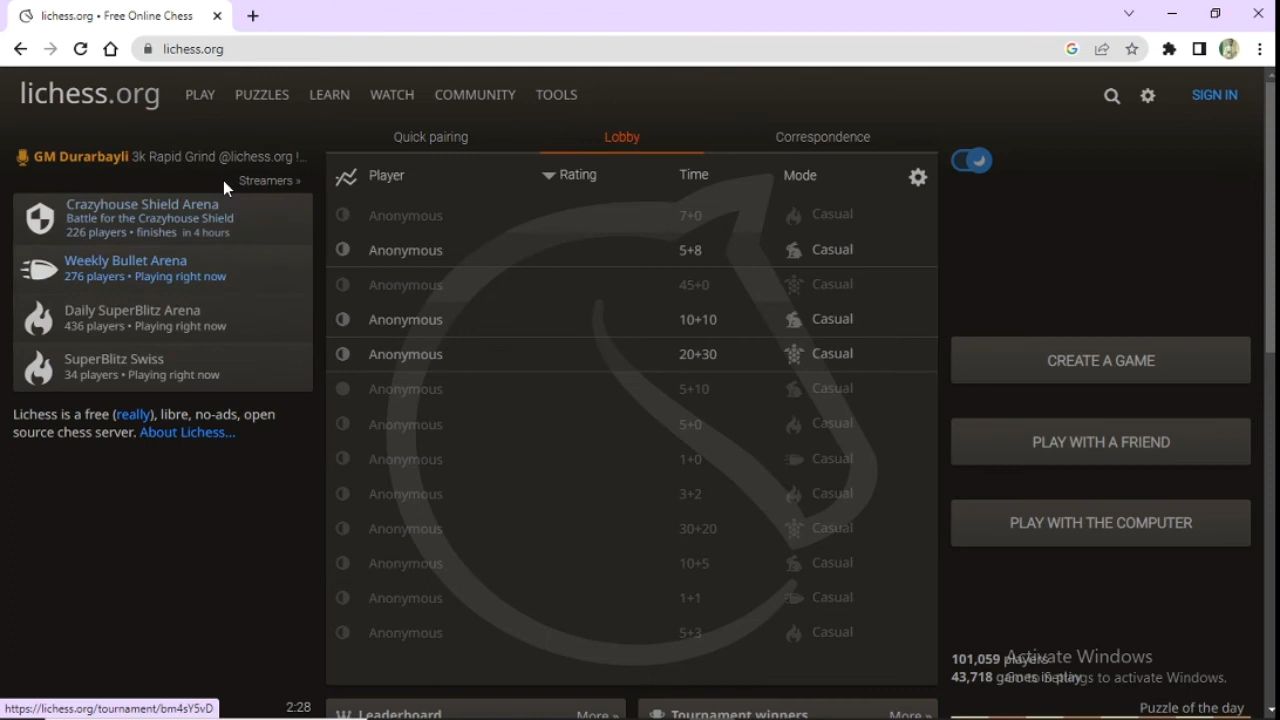 lichess.org • Free Online Chess
lichess.org
lichess.org PLAY PUZZLES LEARN WATCH COMMUNITY TOOLS SIGN IN
GM Durarbayli 3k Rapid Grind @lichess.org !...
Streamers »
Crazyhouse Shield Arena
Battle for the Crazyhouse Shield
226 players • finishes in 4 hours
Weekly Bullet Arena
276 players • Playing right now
Daily SuperBlitz Arena
436 players • Playing right now
SuperBlitz Swiss
34 players • Playing right now
Lichess is a free (really), libre, no-ads, open
source chess server. About Lichess...
Quick pairing Lobby Correspondence
Player Rating Time Mode
Anonymous 7+0 Casual
Anonymous 5+8 Casual
Anonymous 45+0 Casual
Anonymous 10+10 Casual
Anonymous 20+30 Casual
Anonymous 5+10 Casual
Anonymous 5+0 Casual
Anonymous 1+0 Casual
Anonymous 3+2 Casual
Anonymous 30+20 Casual
Anonymous 10+5 Casual
Anonymous 1+1 Casual
Anonymous 5+3 Casual
CREATE A GAME
PLAY WITH A FRIEND
PLAY WITH THE COMPUTER
101,059 players
43,718 games in play
Activate Windows
Go to Settings to activate Windows.
https://lichess.org/tournament/bm4sY5vD
2:28
Leaderboard More »
Tournament winners More »
Puzzle of the day